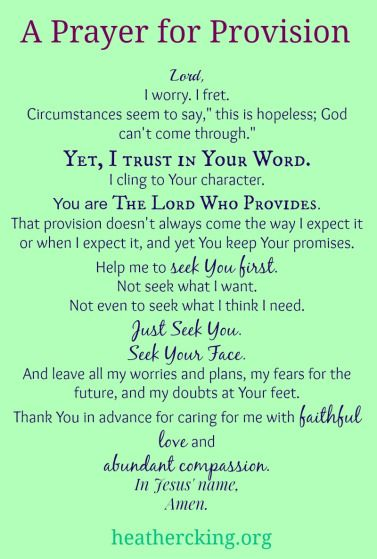 A Prayer for Provision
Lord,
I worry. I fret.
Circumstances seem to say," this is hopeless; God
can't come through."
Yet, I trust in Your Word.
I cling to Your character.
You are The Lord Who Provides.
That provision doesn't always come the way I expect it
or when I expect it, and yet You keep Your promises.
Help me to seek You first.
Not seek what I want.
Not even to seek what I think I need.
Just Seek You.
Seek Your Face.
And leave all my worries and plans, my fears for the
future, and my doubts at Your feet.
Thank You in advance for caring for me with faithful
love and
abundant compassion.
In Jesus' name,
Amen.
heathercking.org